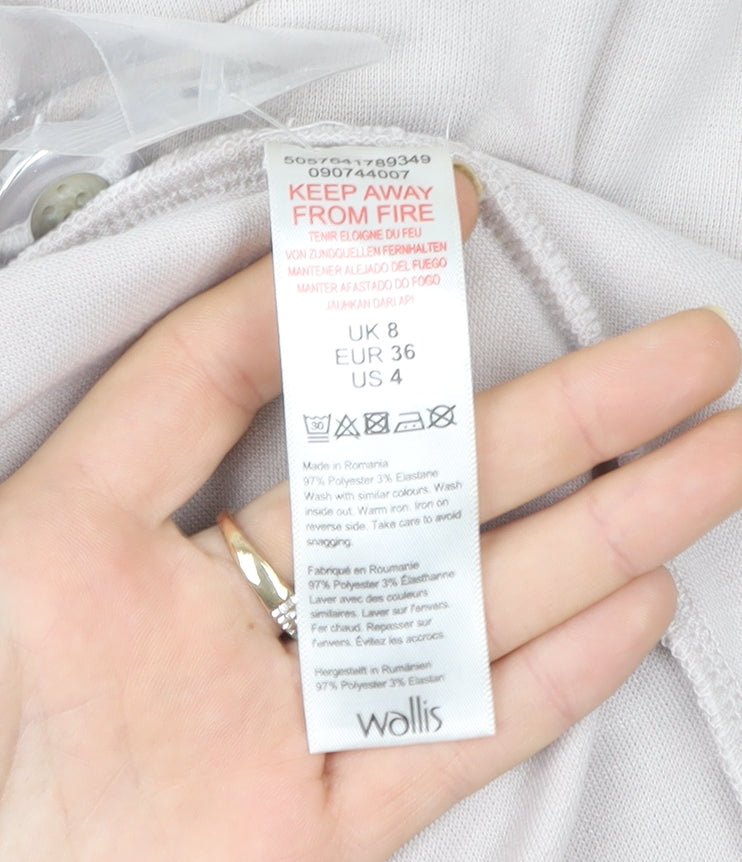 5057641789349
090744007
KEEP AWAY
FROM FIRE
TENIR ELOIGNE DU FEU
VON ZUNDQUELLEN FERNHALTEN
MANTENER ALEJADO DEL FUEGO
MANTER AFASTADO DO FOGO
JAUHKAN DARI API
UK 8
EUR 36
US 4
30
Made in Romania
97% Polyester 3% Elastane
Wash with similar colours. Wash
inside out. Warm iron. Iron on
reverse side. Take care to avoid
snagging.
Fabriqué en Roumanie
97% Polyester 3% Élasthanne
Laver avec des couleurs
similaires. Laver sur l'envers.
Fer chaud. Repasser sur
l'envers. Évitez les accrocs.
Hergestellt in Rumänien
97% Polyester 3% Elastan
wallis